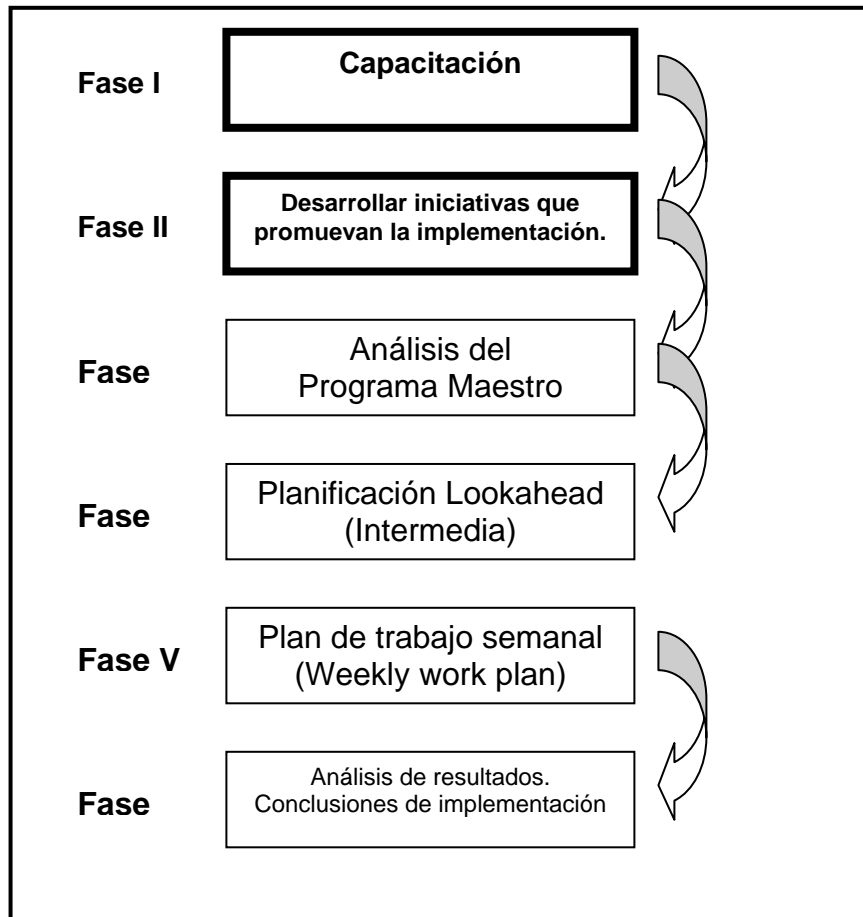 Fase I
Capacitación
Fase II
Desarrollar iniciativas que
promuevan la implementación.
Fase
Análisis del
Programa Maestro
Fase
Planificación Lookahead
(Intermedia)
Fase V
Plan de trabajo semanal
(Weekly work plan)
Fase
Análisis de resultados.
Conclusiones de implementación